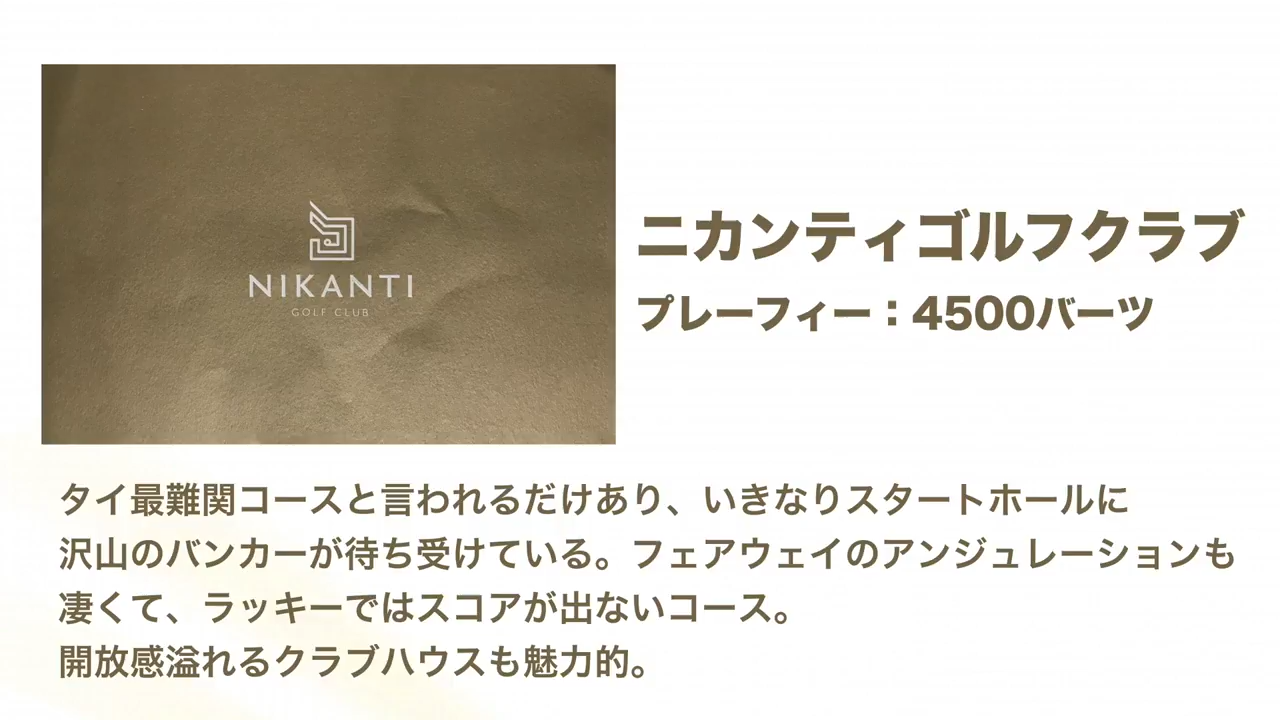 NIKANTI
GOLF CLUB
ニカンティゴルフクラブ
プレーフィー：4500バーツ
タイ最難関コースと言われるだけあり、いきなりスタートホールに
沢山のバンカーが待ち受けている。フェアウェイのアンジュレーションも
凄くて、ラッキーではスコアが出ないコース。
開放感溢れるクラブハウスも魅力的。